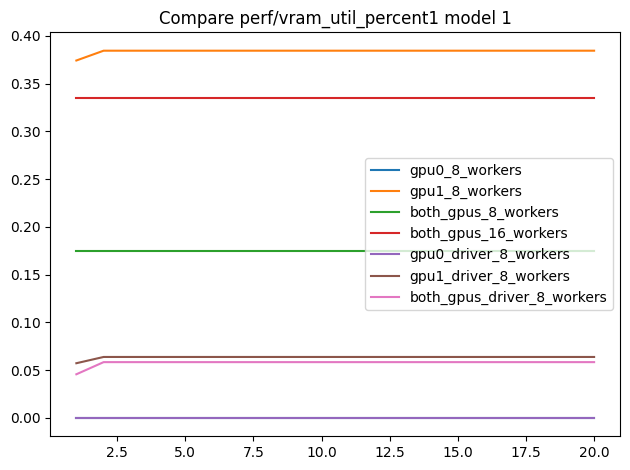 Compare perf/vram_util_percent1 model 1
0.40
0.35
0.30
0.25
0.20
0.15
0.10
0.05
0.00
gpu0_8_workers
gpu1_8_workers
both_gpus_8_workers
both_gpus_16_workers
gpu0_driver_8_workers
gpu1_driver_8_workers
both_gpus_driver_8_workers
2.5 5.0 7.5 10.0 12.5 15.0 17.5 20.0